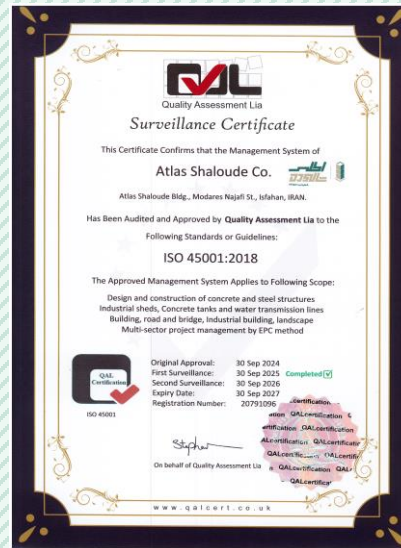 QAL
Quality Assessment Lia
Surveillance Certificate
This Certificate Confirms that the Management System of
Atlas Shaloude Co.
Atlas Shaloude Bldg., Modares Najafi St., Isfahan, IRAN.
Has Been Audited and Approved by Quality Assessment Lia to the
Following Standards or Guidelines:
ISO 45001:2018
The Approved Management System Applies to Following Scope:
Design and construction of concrete and steel structures
Industrial sheds, Concrete tanks and water transmission lines
Building, road and bridge, Industrial building, landscape
Multi-sector project management by EPC method
QAL
Certification
ISO 45001
Original Approval: 30 Sep 2024
First Surveillance: 30 Sep 2025 Completed
Second Surveillance: 30 Sep 2026
Expiry Date: 30 Sep 2027
Registration Number: 20791096
On behalf of Quality Assessment Lia
QALcertification
www.qalcert.co.uk